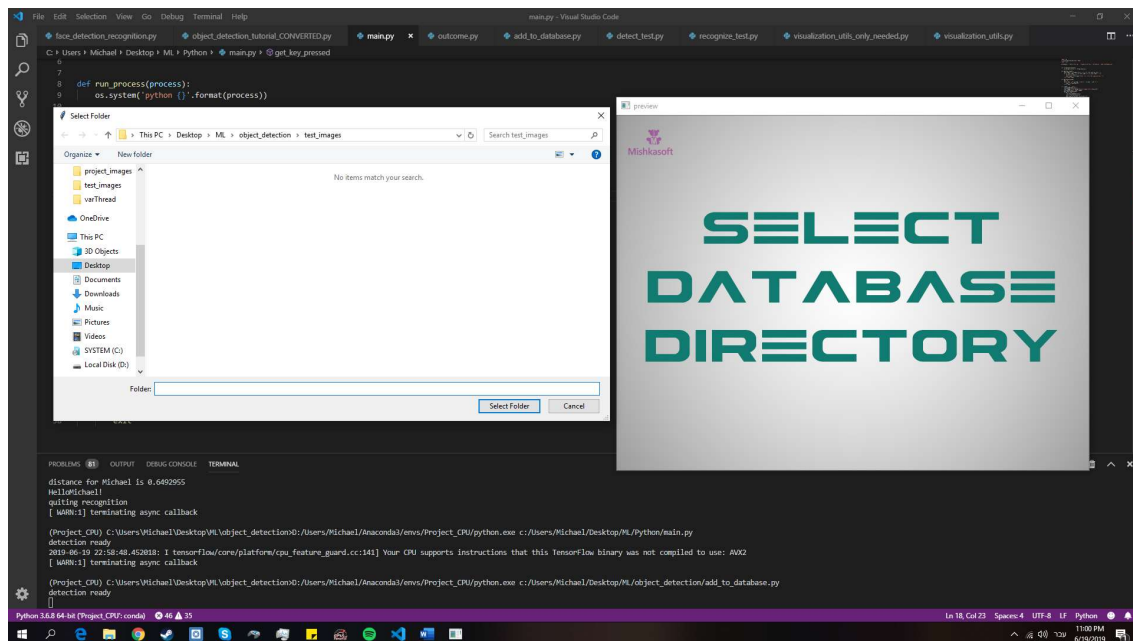 File Edit Selection View Go Debug Terminal Help
main.py - Visual Studio Code
face_detection_recognition.py object_detection_tutorial_CONVERTED.py main.py outcome.py add_to_database.py detect_test.py recognize_test.py visualization_utils_only_needed.py visualization_utils.py
C: › Users › Michael › Desktop › ML › Python › main.py › get_key_pressed
6
7
8 def run_process(process):
9 os.system('python {}'.format(process))
Select Folder
This PC › Desktop › ML › object_detection › test_images
Search test_images
Organize New folder
project_images
test_images
varThread
OneDrive
This PC
3D Objects
Desktop
Documents
Downloads
Music
Pictures
Videos
SYSTEM (C:)
Local Disk (D:)
No items match your search.
Folder:
Select Folder Cancel
preview
Mishkasoft
SELECT
DATABASE
DIRECTORY
PROBLEMS 81 OUTPUT DEBUG CONSOLE TERMINAL
distance for Michael is 0.6492955
HelloMichael!
quiting recognition
[ WARN:1] terminating async callback
(Project_CPU) C:\Users\Michael\Desktop\ML\object_detection>D:/Users/Michael/Anaconda3/envs/Project_CPU/python.exe c:/Users/Michael/Desktop/ML/Python/main.py
detection ready
2019-06-19 22:58:48.452018: I tensorflow/core/platform/cpu_feature_guard.cc:141] Your CPU supports instructions that this TensorFlow binary was not compiled to use: AVX2
[ WARN:1] terminating async callback
(Project_CPU) C:\Users\Michael\Desktop\ML\object_detection>D:/Users/Michael/Anaconda3/envs/Project_CPU/python.exe c:/Users/Michael/Desktop/ML/object_detection/add_to_database.py
detection ready
Python 3.6.8 64-bit ('Project_CPU': conda) 46 35
Ln 18, Col 23 Spaces: 4 UTF-8 LF Python
עבר
11:00 PM
6/19/2019